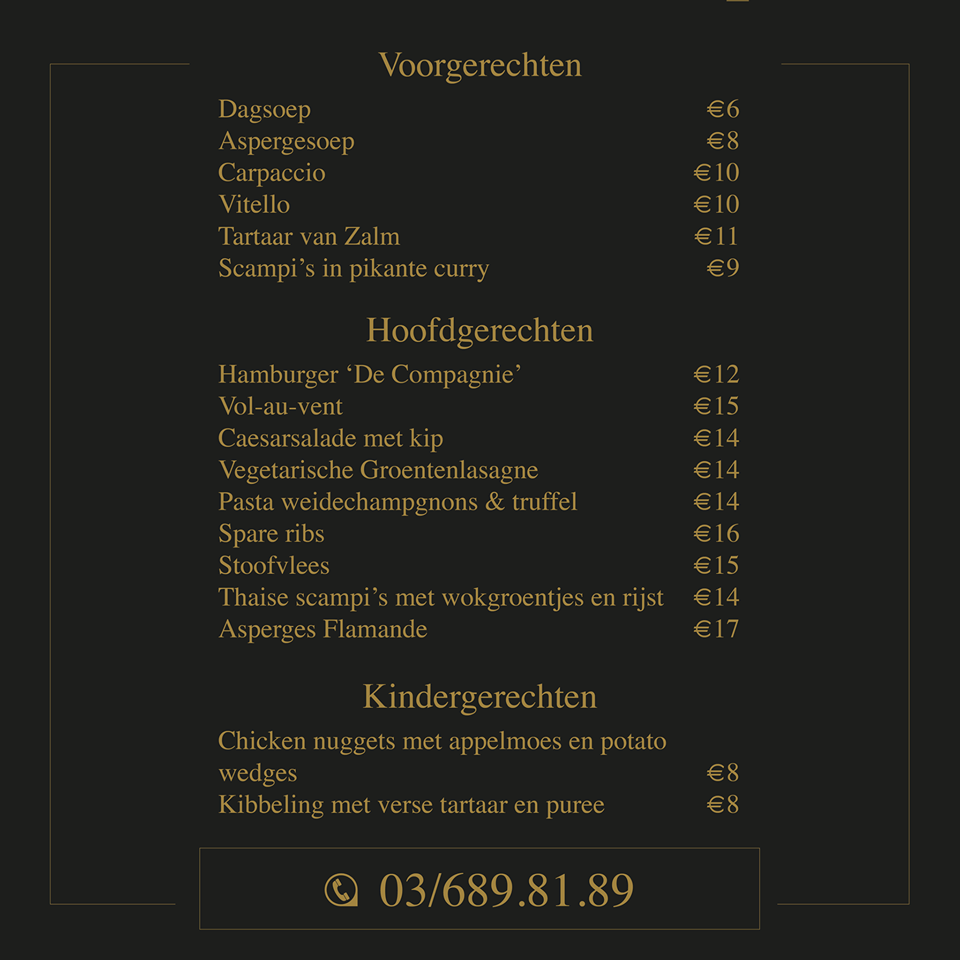 Voorgerechten
Dagsoep €6
Aspergesoep €8
Carpaccio €10
Vitello €10
Tartaar van Zalm €11
Scampi’s in pikante curry €9
Hoofdgerechten
Hamburger ‘De Compagnie’ €12
Vol-au-vent €15
Caesarsalade met kip €14
Vegetarische Groentenlasagne €14
Pasta weidechampgnons & truffel €14
Spare ribs €16
Stoofvlees €15
Thaise scampi’s met wokgroentjes en rijst €14
Asperges Flamande €17
Kindergerechten
Chicken nuggets met appelmoes en potato
wedges €8
Kibbeling met verse tartaar en puree €8
03/689.81.89